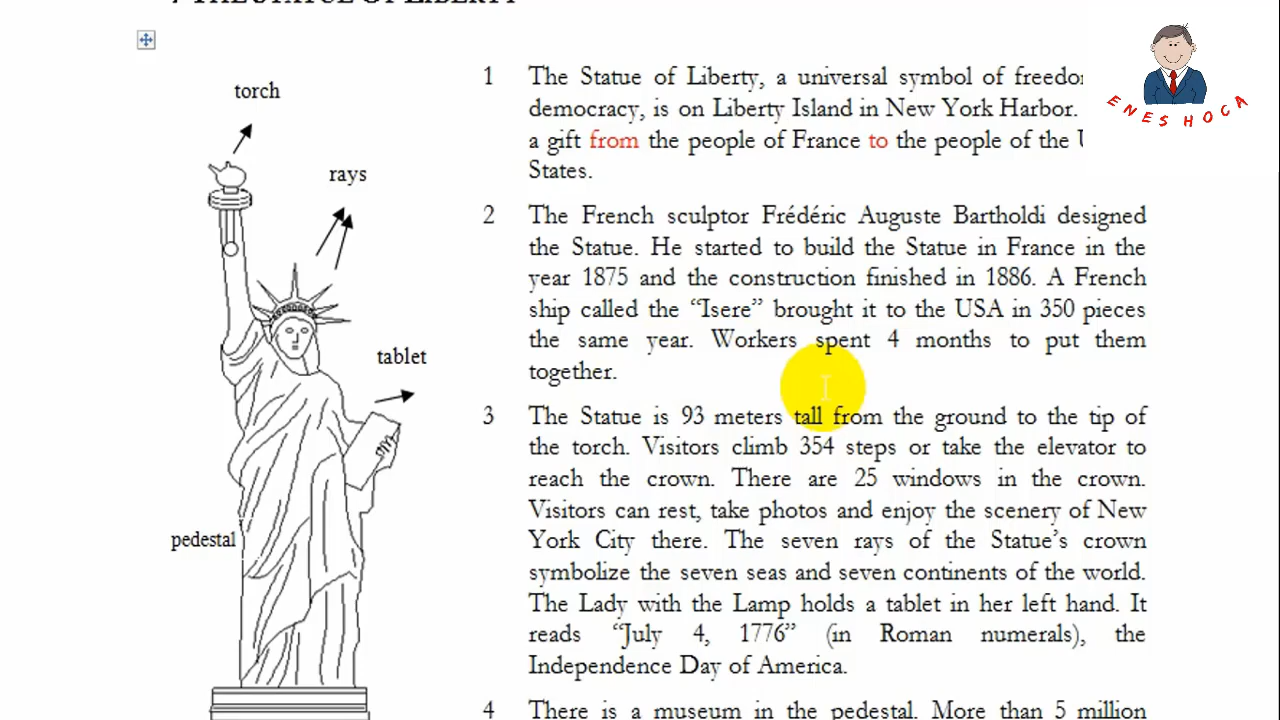 7 THE STATUE OF LIBERTY
torch
rays
tablet
pedestal
1 The Statue of Liberty, a universal symbol of
democracy, is on Liberty Island in New York Harbor.
a gift from the people of France to the people of the
States.
2 The French sculptor Frédéric Auguste Bartholdi designed
the Statue. He started to build the Statue in France in the
year 1875 and the construction finished in 1886. A French
ship called the “Isere” brought it to the USA in 350 pieces
the same year. Workers spent 4 months to put them
together.
3 The Statue is 93 meters tall from the ground to the tip of
the torch. Visitors climb 354 steps or take the elevator to
reach the crown. There are 25 windows in the crown.
Visitors can rest, take photos and enjoy the scenery of New
York City there. The seven rays of the Statue’s crown
symbolize the seven seas and seven continents of the world.
The Lady with the Lamp holds a tablet in her left hand. It
reads “July 4, 1776” (in Roman numerals), the
Independence Day of America.
4 There is a museum in the pedestal. More than 5 million
ENES HOCA